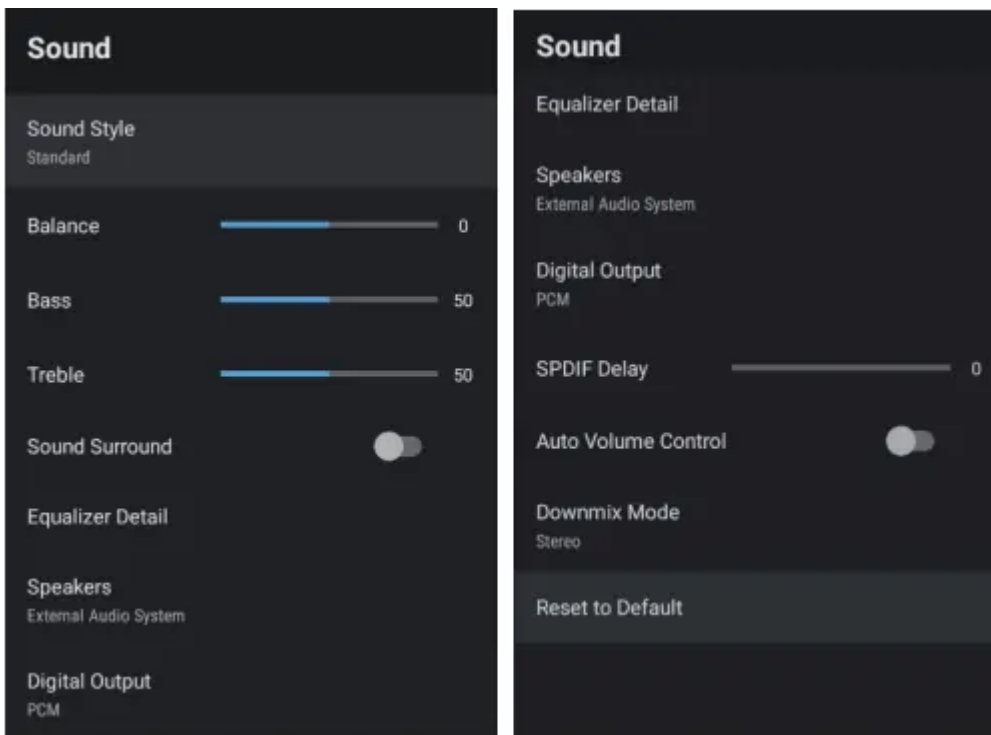 Sound
Sound Style
Standard
Balance 0
Bass 50
Treble 50
Sound Surround
Equalizer Detail
Speakers
External Audio System
Digital Output
PCM
Sound
Equalizer Detail
Speakers
External Audio System
Digital Output
PCM
SPDIF Delay 0
Auto Volume Control
Downmix Mode
Stereo
Reset to Default